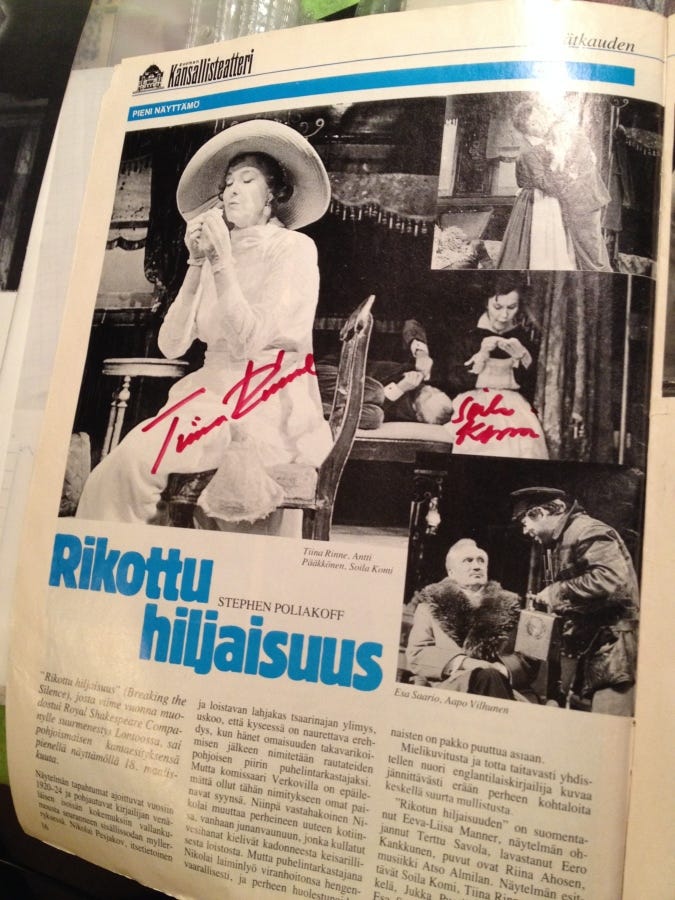 Suomen
Kansallisteatteri
PIENI NÄYTTÄMÖ
Tiina Rinne
Soila
Komi
Tiina Rinne, Antti
Pääkkönen, Soila Komi
Rikottu
STEPHEN POLIAKOFF
hiljaisuus
Esa Saario, Aapo Vilhunen
"Rikottu hiljaisuus" (Breaking the
Silence), josta viime vuonna muo-
dostui Royal Shakespeare Compa-
nylle suurmenestys Lontoossa, sai
pohjoismaisen kantaesityksensä
pienellä näyttämöllä 18. marras-
kuuta.
Näytelmän tapahtumat ajoittuvat vuosiin
1920–24 ja pohjautuvat kirjailijan venä-
läisen isoisän kokemuksiin vallanku-
mousta seuranneen sisällissodan myller-
ryksessä. Nikolai Pesjakov, itsetietoinen
16
ja loistavan lahjakas tsaarinajan ylimys,
uskoo, että kyseessä on naurettava ereh-
dys, kun hänet omaisuuden takavarikoi-
misen jälkeen nimitetään rautateiden
pohjoisen piirin puhelintarkastajaksi.
Mutta komissaari Verkovilla on epäile-
mättä ollut tähän nimitykseen omat pai-
navat syynsä. Niinpä vastahakoinen Ni-
kolai muuttaa perheineen uuteen kotiin-
sa, vanhaan junanvaunuun, jonka kullatut
vesihanat kielivät kadonneesta keisarilli-
sesta loistosta. Mutta puhelintarkastajana
Nikolai laiminlyö viranhoitonsa hengen-
vaarallisesti, ja perheen
naisten on pakko puuttua asiaan.
Mielikuvitusta ja totta taitavasti yhdis-
tellen nuori englantilaiskirjailija kuvaa
jännittävästi erään perheen kohtaloita
keskellä suurta mullistusta.
"Rikotun hiljaisuuden" on suomenta-
nut Eeva-Liisa Manner, näytelmän oh-
jannut Terttu Savola, lavastanut Eero
Kankkunen, puvut ovat Riina Ahosen,
musiikki Atso Almilan. Näytelmän esit-
tävät Soila Komi, Tiina
kelä, Jukka